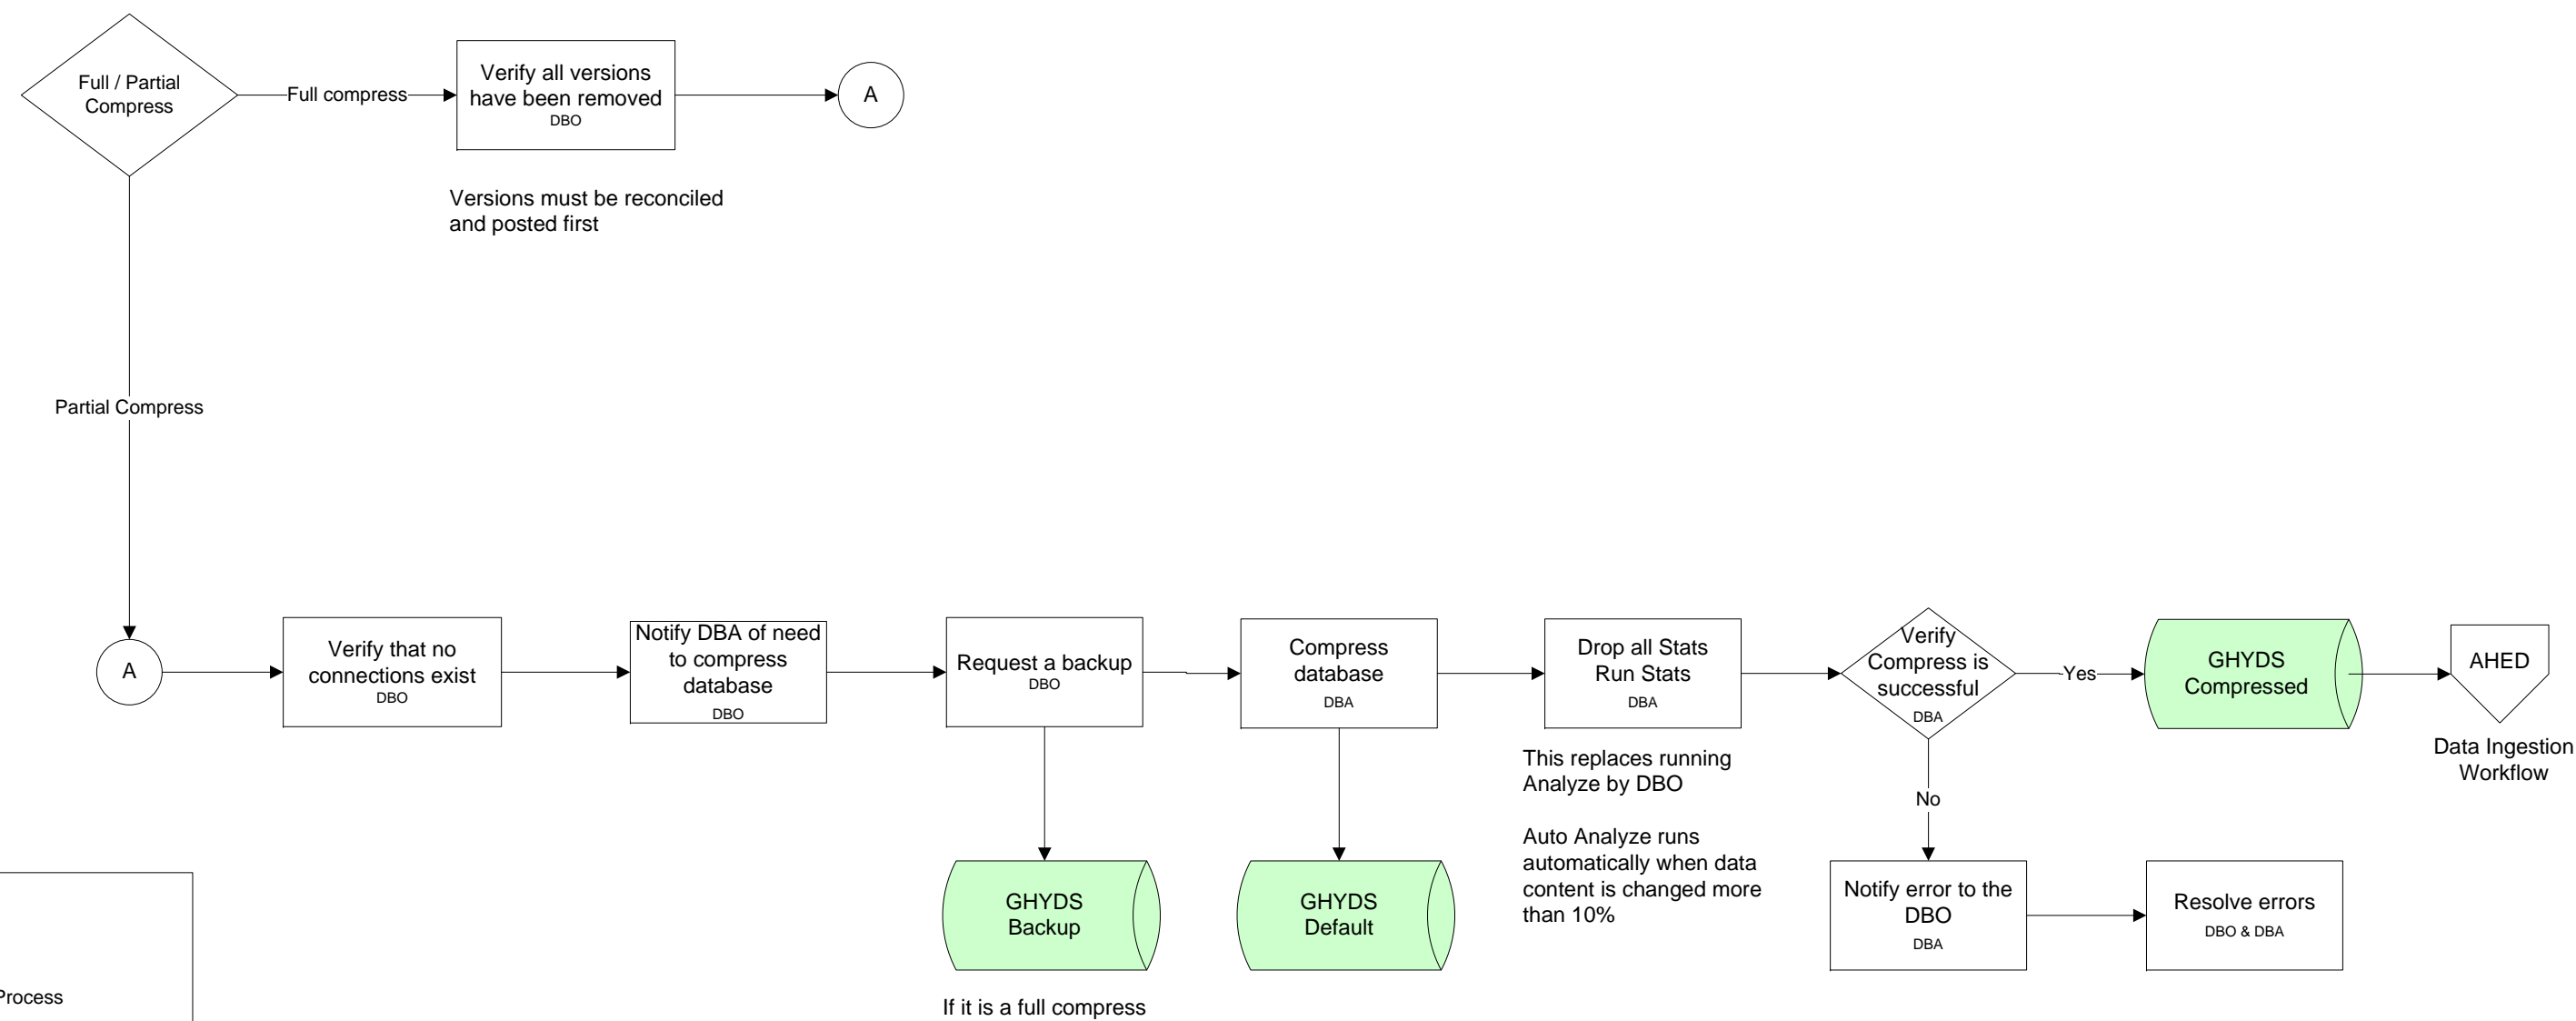 Full / Partial
Compress
Full compress
Verify all versions
have been removed
DBO
A
Versions must be reconciled
and posted first
Partial Compress
A
Verify that no
connections exist
DBO
Notify DBA of need
to compress
database
DBO
Request a backup
DBO
Compress
database
DBA
Drop all Stats
Run Stats
DBA
Verify
Compress is
successful
DBA
Yes
GHYDS
Compressed
AHED
Data Ingestion
Workflow
This replaces running
Analyze by DBO
Auto Analyze runs
automatically when data
content is changed more
than 10%
No
GHYDS
Backup
GHYDS
Default
Notify error to the
DBO
DBA
Resolve errors
DBO & DBA
Process
If it is a full compress